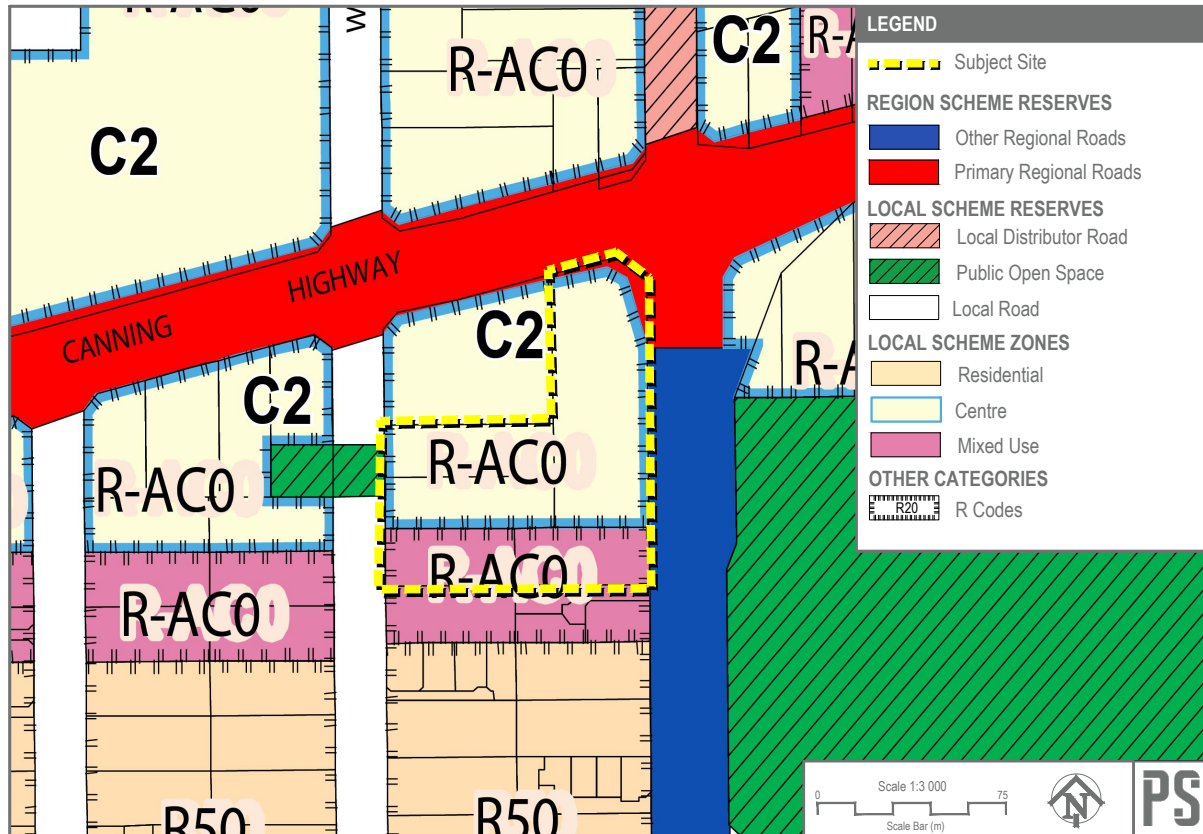 R-AC0
C2
R-AC0
C2
R-A
CANNING HIGHWAY
C2
C2
R-A
R-AC0
R-AC0
R-AC0
R-AC0
R50
R50
LEGEND
Subject Site
REGION SCHEME RESERVES
Other Regional Roads
Primary Regional Roads
LOCAL SCHEME RESERVES
Local Distributor Road
Public Open Space
Local Road
LOCAL SCHEME ZONES
Residential
Centre
Mixed Use
OTHER CATEGORIES
R20 R Codes
0 Scale 1:3 000 75
Scale Bar (m)
N
PS